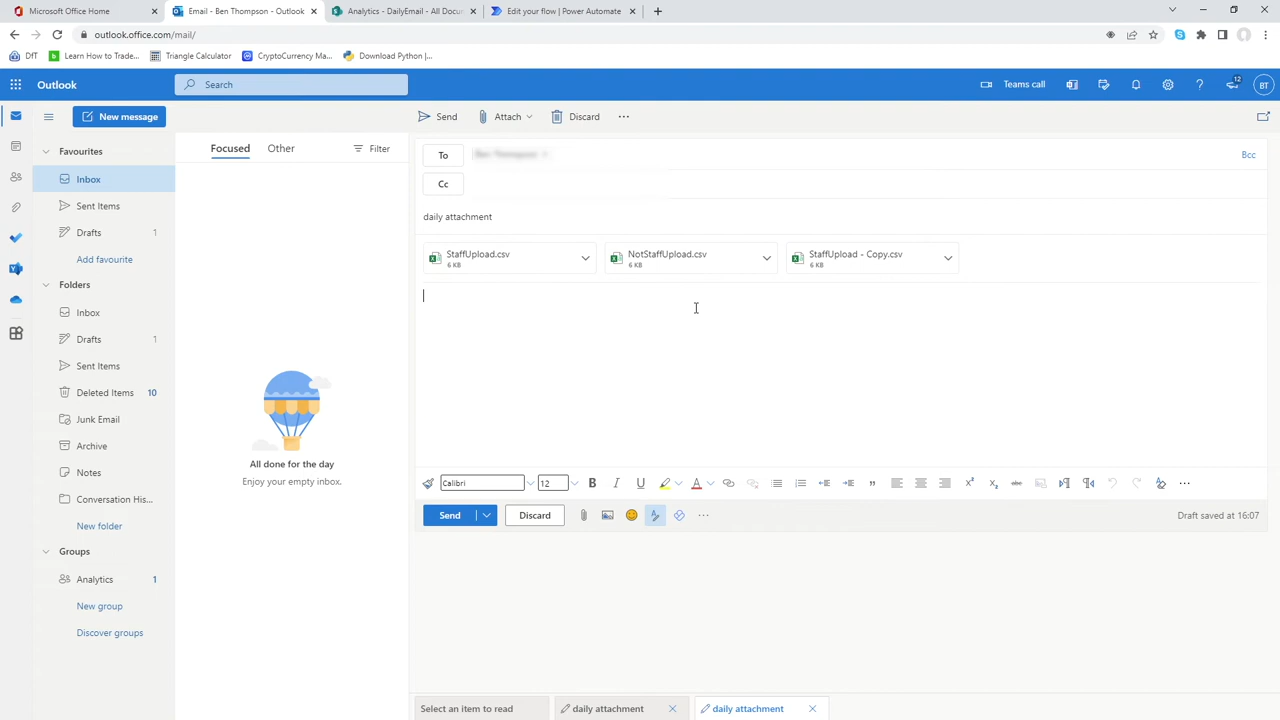 Microsoft Office Home
Email - Ben Thompson - Outlook
Analytics - DailyEmail - All Docu
Edit your flow | Power Automate
outlook.office.com/mail/
DfT
Learn How to Trade...
Triangle Calculator
CryptoCurrency Ma...
Download Python |...
Outlook
Search
Teams call
12
BT
New message
Send
Attach
Discard
Favourites
Focused
Other
Filter
To
Ben Thompson
Bcc
Inbox
Cc
Sent Items
daily attachment
Drafts 1
Add favourite
StaffUpload.csv
6 KB
NotStaffUpload.csv
6 KB
StaffUpload - Copy.csv
6 KB
Folders
Inbox
Drafts 1
Sent Items
Deleted Items 10
Junk Email
Archive
Notes
Conversation His...
New folder
Groups
Analytics 1
New group
Discover groups
All done for the day
Enjoy your empty inbox.
Calibri
12
Send
Discard
Draft saved at 16:07
Select an item to read
daily attachment
daily attachment